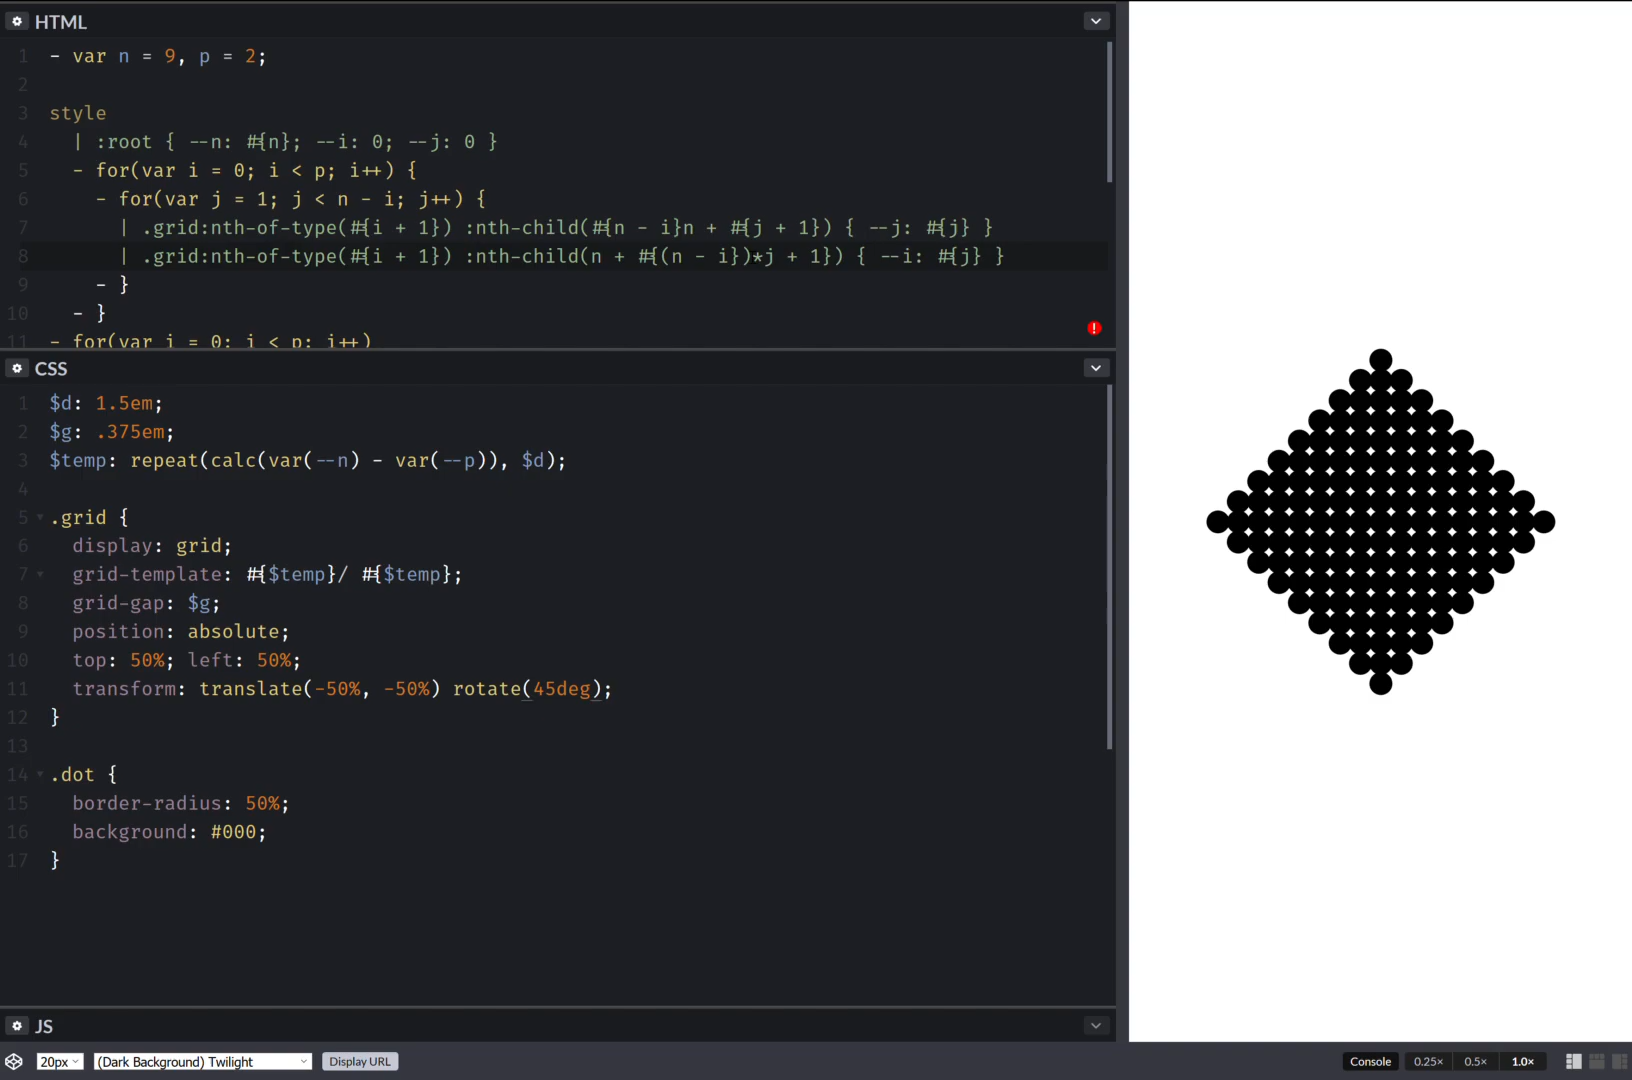 HTML
1 - var n = 9, p = 2;
2
3 style
4 | :root { --n: #{n}; --i: 0; --j: 0 }
5 - for(var i = 0; i < p; i++) {
6 - for(var j = 1; j < n - i; j++) {
7 | .grid:nth-of-type(#{i + 1}) :nth-child(#{n - i}n + #{j + 1}) { --j: #{j} }
8 | .grid:nth-of-type(#{i + 1}) :nth-child(n + #{(n - i})*j + 1}) { --i: #{j} }
9 - }
10 - }
11 - for(var i = 0; i < p; i++)
CSS
1 $d: 1.5em;
2 $g: .375em;
3 $temp: repeat(calc(var(--n) - var(--p)), $d);
4
5 .grid {
6 display: grid;
7 grid-template: #{$temp}/ #{$temp};
8 grid-gap: $g;
9 position: absolute;
10 top: 50%; left: 50%;
11 transform: translate(-50%, -50%) rotate(45deg);
12 }
13
14 .dot {
15 border-radius: 50%;
16 background: #000;
17 }
JS
20px (Dark Background) Twilight Display URL Console 0.25× 0.5× 1.0×